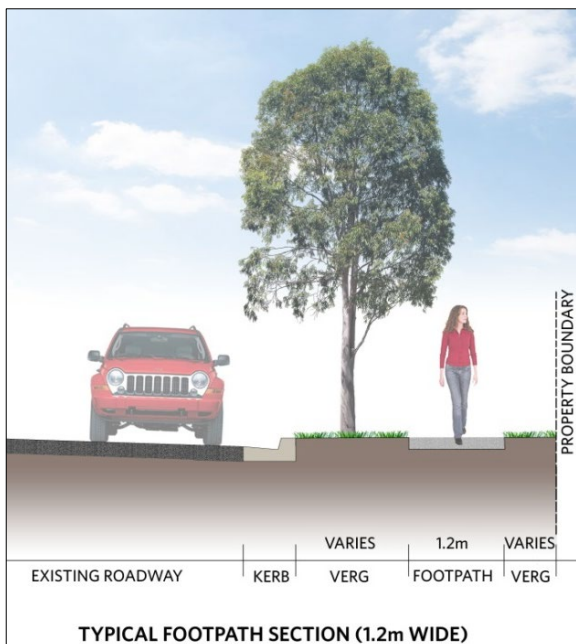 PROPERTY BOUNDARY
VARIES 1.2m VARIES
EXISTING ROADWAY KERB VERG FOOTPATH VERG
TYPICAL FOOTPATH SECTION (1.2m WIDE)